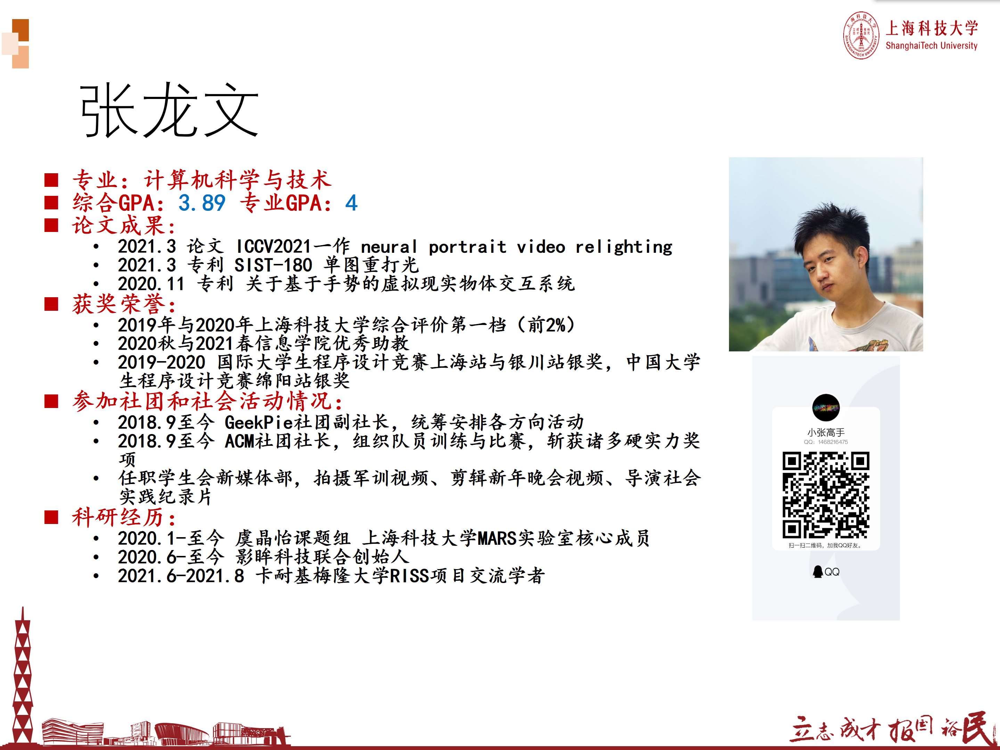 上海科技大学
ShanghaiTech University
张龙文
专业：计算机科学与技术
综合GPA：3.89 专业GPA：4
论文成果：
• 2021.3 论文 ICCV2021一作 neural portrait video relighting
• 2021.3 专利 SIST-180 单图重打光
• 2020.11 专利 关于基于手势的虚拟现实物体交互系统
获奖荣誉：
• 2019年与2020年上海科技大学综合评价第一档（前2%）
• 2020秋与2021春信息学院优秀助教
• 2019-2020 国际大学生程序设计竞赛上海站与银川站银奖，中国大学
生程序设计竞赛绵阳站银奖
参加社团和社会活动情况：
• 2018.9至今 GeekPie社团副社长，统筹安排各方向活动
• 2018.9至今 ACM社团社长，组织队员训练与比赛，斩获诸多硬实力奖
项
• 任职学生会新媒体部，拍摄军训视频、剪辑新年晚会视频、导演社会
实践纪录片
科研经历：
• 2020.1-至今 虞晶怡课题组 上海科技大学MARS实验室核心成员
• 2020.6-至今 影眸科技联合创始人
• 2021.6-2021.8 卡耐基梅隆大学RISS项目交流学者
小张高手
QQ：1468216475
扫一扫二维码，加我QQ好友。
QQ
立志成才报国裕民